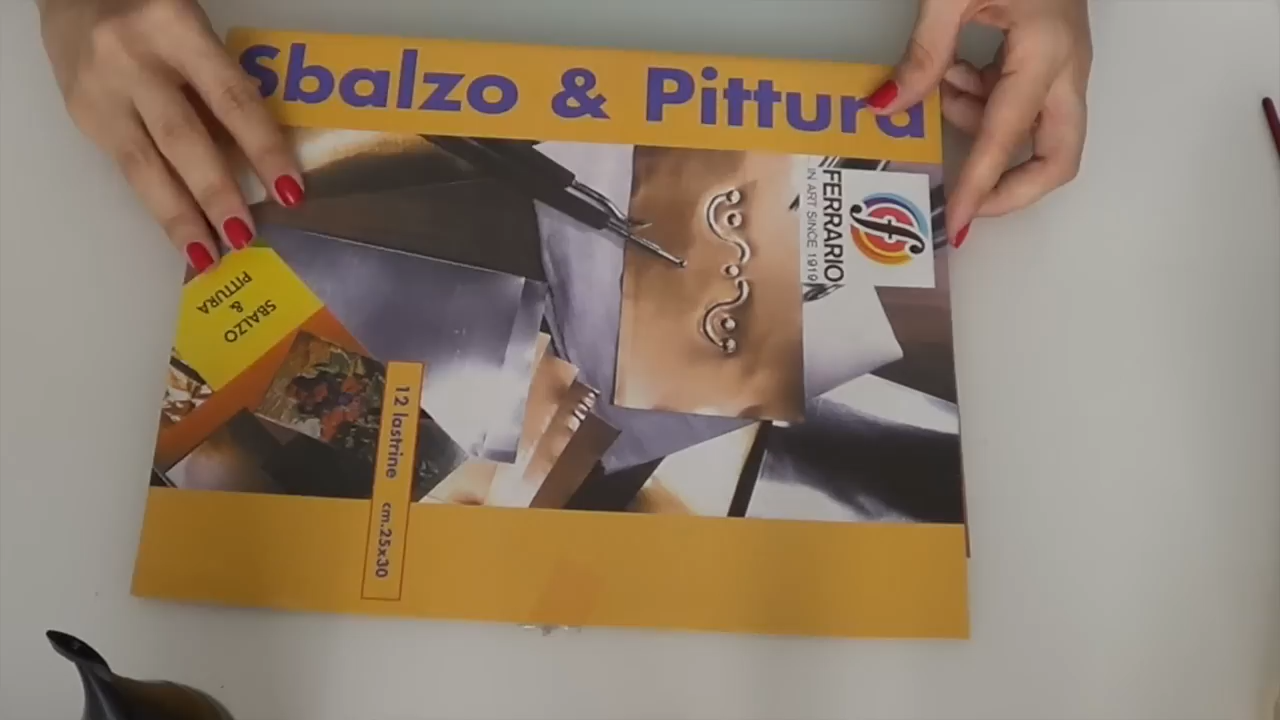 Sbalzo & Pittura
FERRARIO
IN ART SINCE 1919
SBALZO
&
PITTURA
12 lastrine cm.25x30